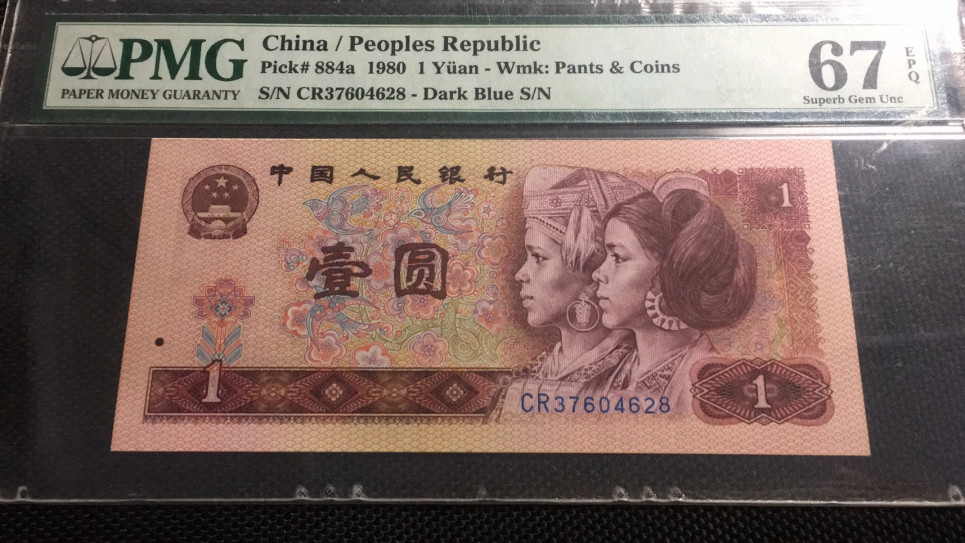 PMG
PAPER MONEY GUARANTY
China / Peoples Republic
Pick# 884a 1980 1 Yüan - Wmk: Pants & Coins
S/N CR37604628 - Dark Blue S/N
67
EPQ
Superb Gem Unc
中国人民银行
1
壹圆
1
1
CR37604628